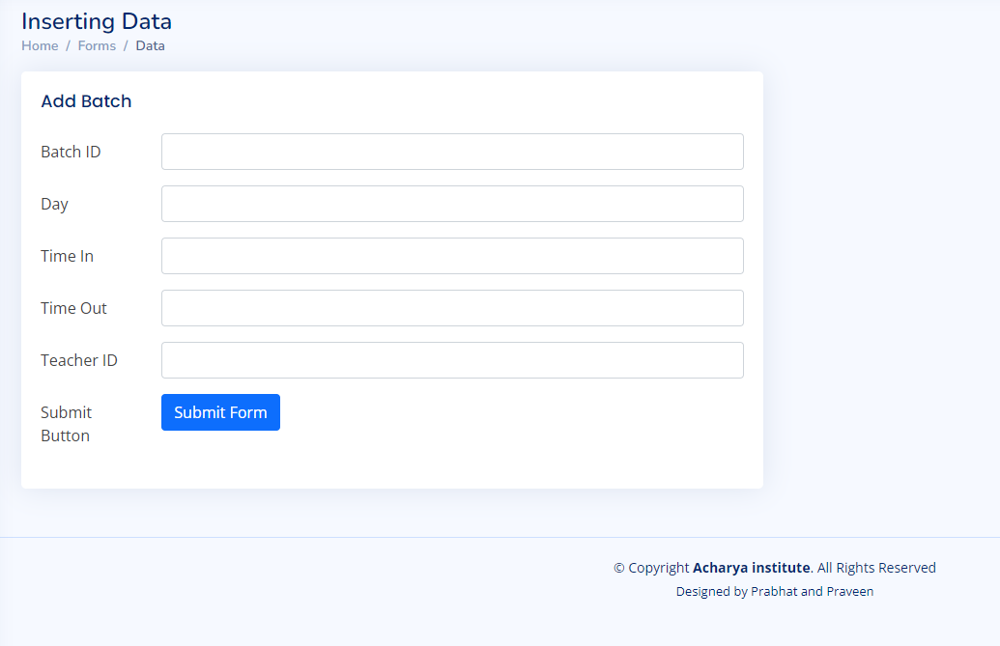 Inserting Data
Home / Forms / Data
Add Batch
Batch ID
Day
Time In
Time Out
Teacher ID
Submit Button
Submit Form
© Copyright Acharya institute. All Rights Reserved
Designed by Prabhat and Praveen